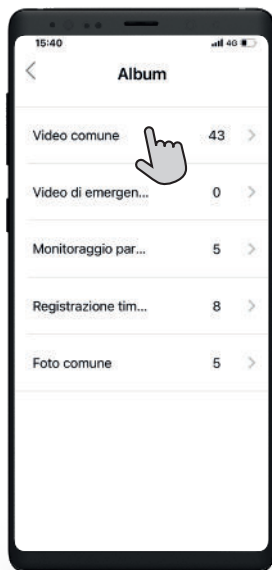 15:40
4G
Album
Video comune 43
Video di emergen... 0
Monitoraggio par... 5
Registrazione tim... 8
Foto comune 5